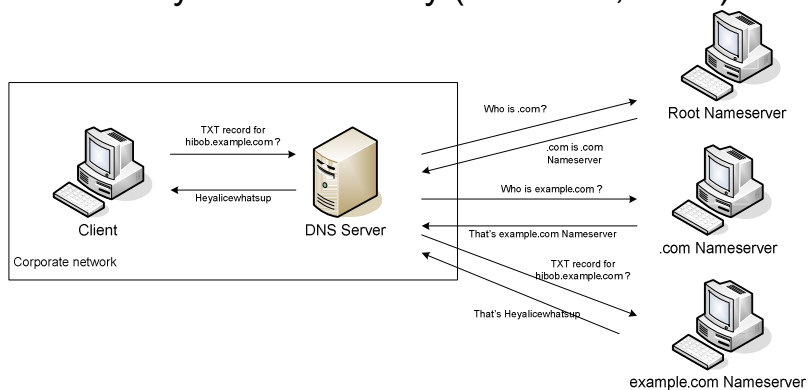 TXT record for
hibob.example.com ?
Heyalicewhatsup
Client
DNS Server
Corporate network
Who is .com ?
.com is .com
Nameserver
Root Nameserver
Who is example.com ?
That's example.com Nameserver
.com Nameserver
TXT record for
hibob.example.com ?
That's Heyalicewhatsup
example.com Nameserver